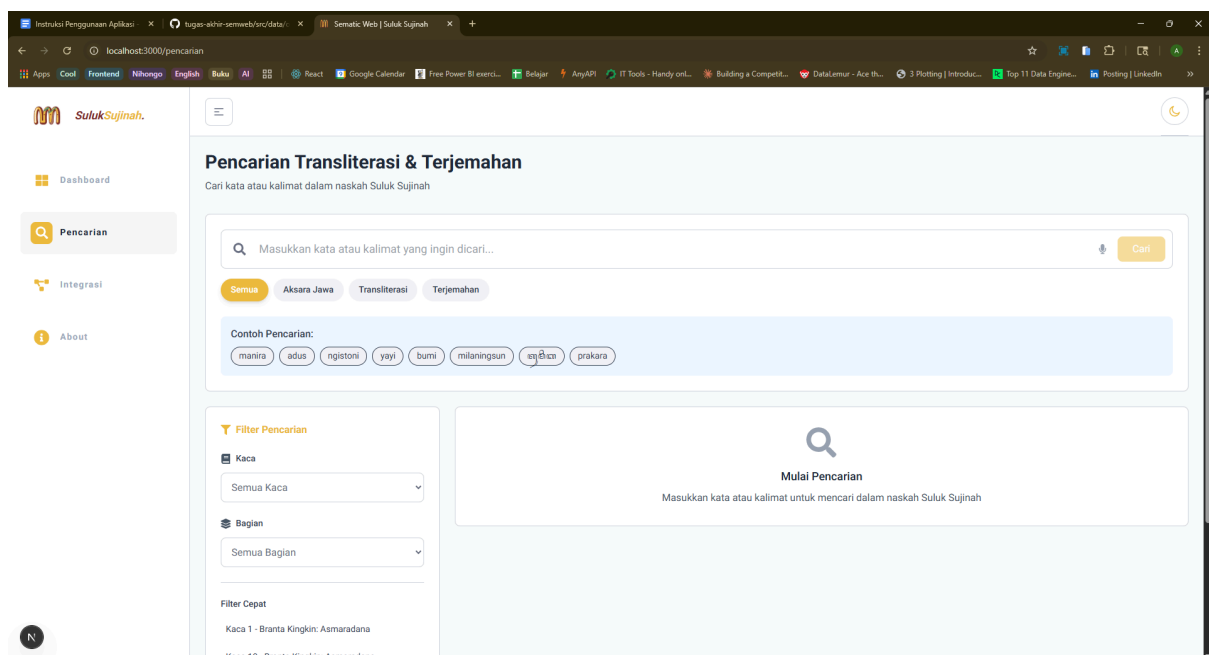 Instruksi Penggunaan Aplikasi -
tugas-akhir-semweb/src/data/
Sematic Web | Suluk Sujinah
localhost:3000/pencarian
Apps Cool Frontend Nihongo English Buku AI React Google Calendar Free Power BI exerci... Belajar AnyAPI IT Tools - Handy onl... Building a Competit... DataLemur - Ace th... 3 Plotting | Introduc... Top 11 Data Engine... Posting | LinkedIn »
SulukSujinah.
Dashboard
Pencarian
Integrasi
About
Pencarian Transliterasi & Terjemahan
Cari kata atau kalimat dalam naskah Suluk Sujinah
Masukkan kata atau kalimat yang ingin dicari...
Cari
Semua Aksara Jawa Transliterasi Terjemahan
Contoh Pencarian:
manira adus ngistoni yayi bumi milaningsun prakara
Filter Pencarian
Kaca
Semua Kaca
Bagian
Semua Bagian
Filter Cepat
Kaca 1 - Branta Kingkin: Asmaradana
Mulai Pencarian
Masukkan kata atau kalimat untuk mencari dalam naskah Suluk Sujinah
N